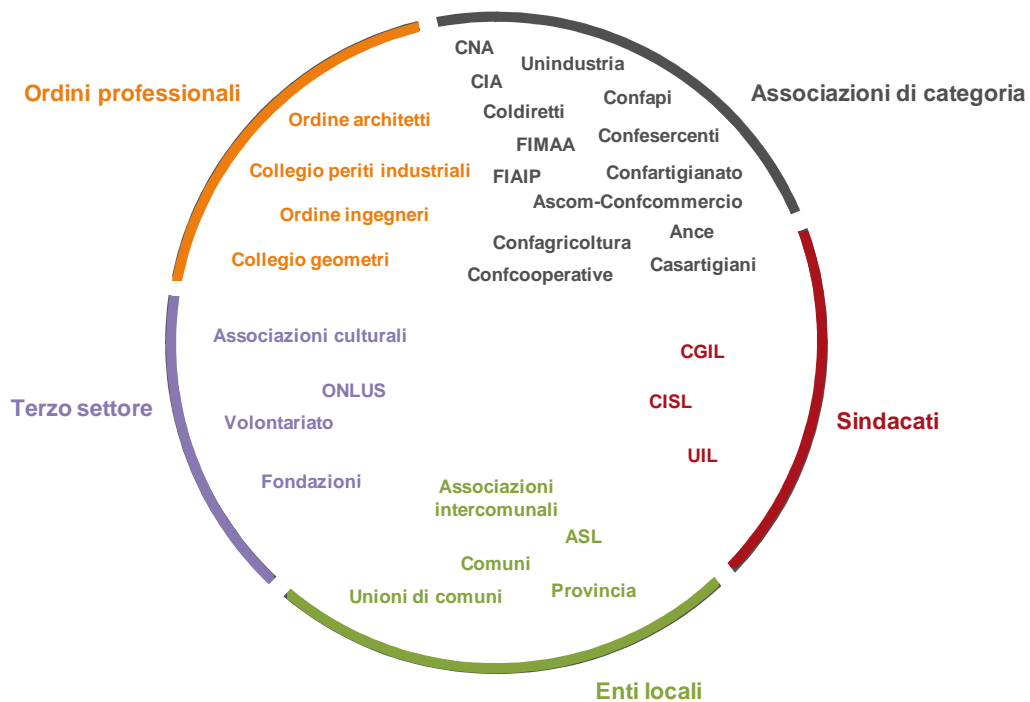 Ordini professionali
Ordine architetti
Collegio periti industriali
Ordine ingegneri
Collegio geometri
Associazioni di categoria
CNA
Unindustria
CIA
Confapi
Coldiretti
Confesercenti
FIMAA
Confartigianato
FIAIP
Ascom-Confcommercio
Ance
Confagricoltura
Casartigiani
Confcooperative
Terzo settore
Associazioni culturali
ONLUS
Volontariato
Fondazioni
Sindacati
CGIL
CISL
UIL
Associazioni
intercomunali
ASL
Comuni
Provincia
Unioni di comuni
Enti locali